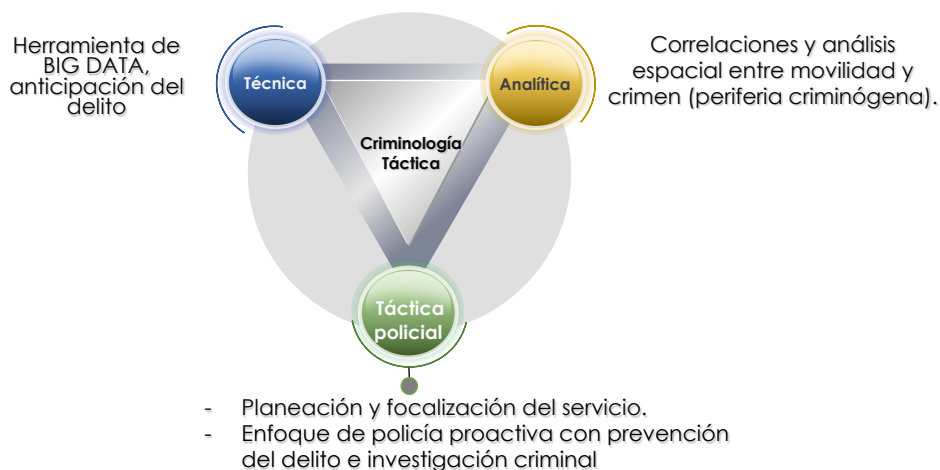 Herramienta de
BIG DATA,
anticipación del
delito
Técnica
Analítica
Correlaciones y análisis
espacial entre movilidad y
crimen (periferia criminógena).
Criminología
Táctica
Táctica
policial
- Planeación y focalización del servicio.
- Enfoque de policía proactiva con prevención
del delito e investigación criminal